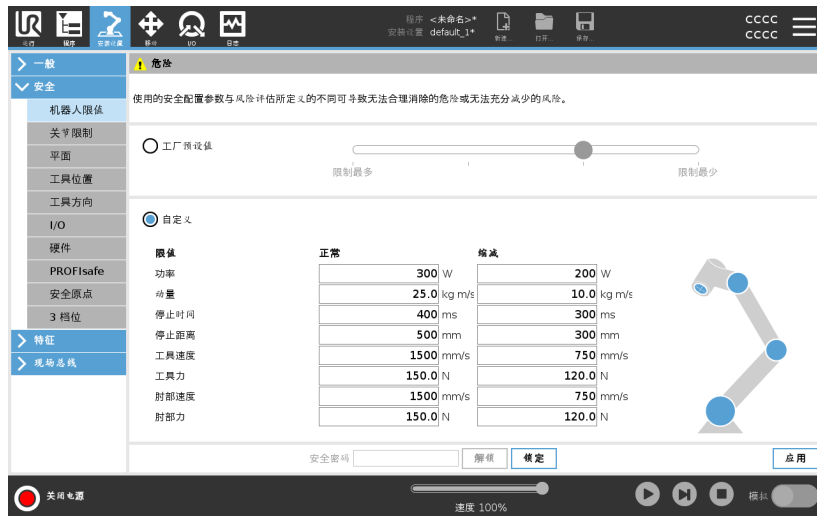 程序 <未命名>*
安装设置 default_1*
新建... 打开... 保存...
CCCC
CCCC
运行 程序 安装设置 移动 I/O 日志
一般
安全
机器人限值
关节限制
平面
工具位置
工具方向
I/O
硬件
PROFIsafe
安全原点
3 档位
特征
现场总线
危险
使用的安全配置参数与风险评估所定义的不同可导致无法合理消除的危险或无法充分减少的风险。
工厂预设值
限制最多 限制最少
自定义
限值 正常 缩减
功率 300 W 200 W
动量 25.0 kg m/s 10.0 kg m/s
停止时间 400 ms 300 ms
停止距离 500 mm 300 mm
工具速度 1500 mm/s 750 mm/s
工具力 150.0 N 120.0 N
肘部速度 1500 mm/s 750 mm/s
肘部力 150.0 N 120.0 N
安全密码 解锁 锁定 应用
关闭电源
速度 100%
模拟